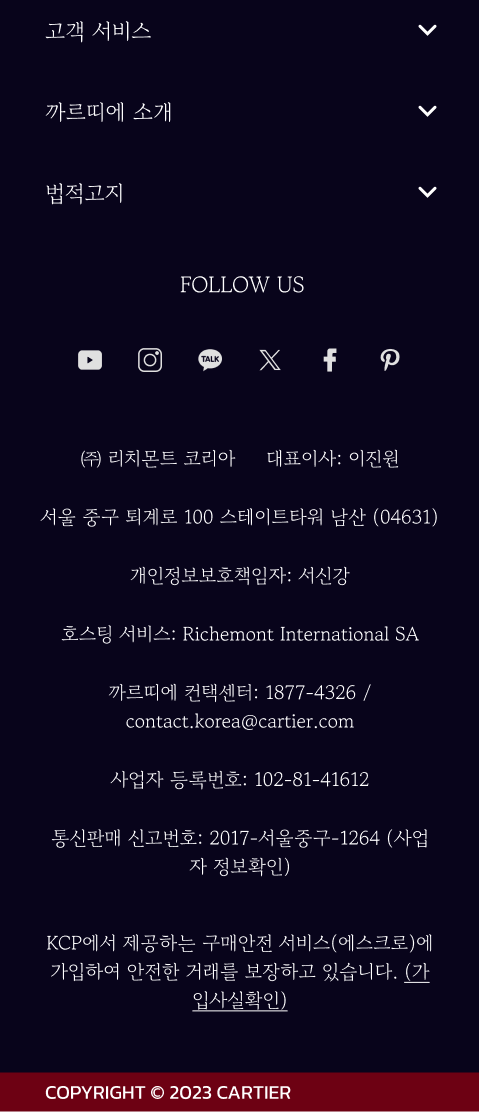 고객 서비스
까르띠에 소개
법적고지
FOLLOW US
TALK
㈜ 리치몬트 코리아 대표이사: 이진원
서울 중구 퇴계로 100 스테이트타워 남산 (04631)
개인정보보호책임자: 서신강
호스팅 서비스: Richemont International SA
까르띠에 컨택센터: 1877-4326 /
contact.korea@cartier.com
사업자 등록번호: 102-81-41612
통신판매 신고번호: 2017-서울중구-1264 (사업
자 정보확인)
KCP에서 제공하는 구매안전 서비스(에스크로)에
가입하여 안전한 거래를 보장하고 있습니다. (가
입사실확인)
COPYRIGHT © 2023 CARTIER